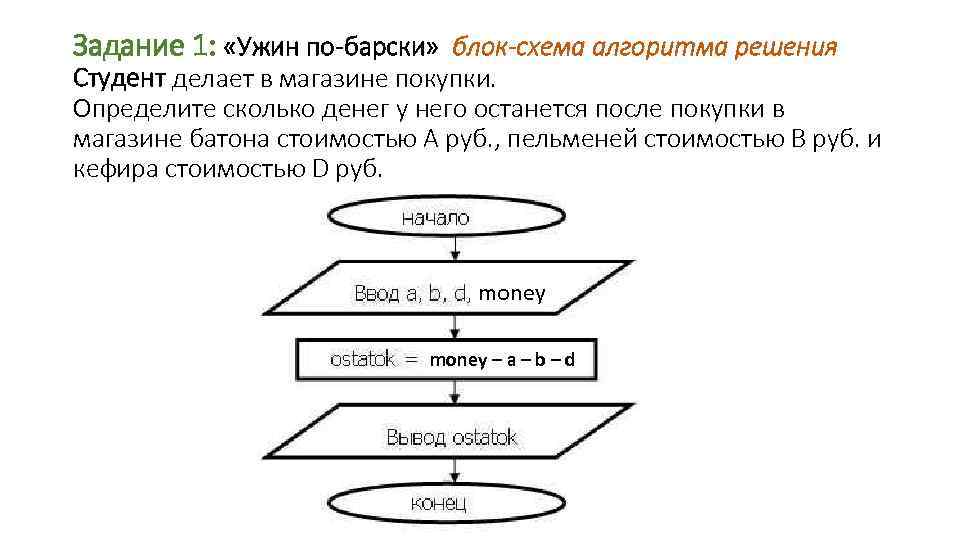 Задание 1: «Ужин по-барски» блок-схема алгоритма решения
Студент делает в магазине покупки.
Определите сколько денег у него останется после покупки в
магазине батона стоимостью А руб. , пельменей стоимостью В руб. и
кефира стоимостью D руб.
начало
Ввод a, b, d, money
ostatok = money – a – b – d
Вывод ostatok
конец